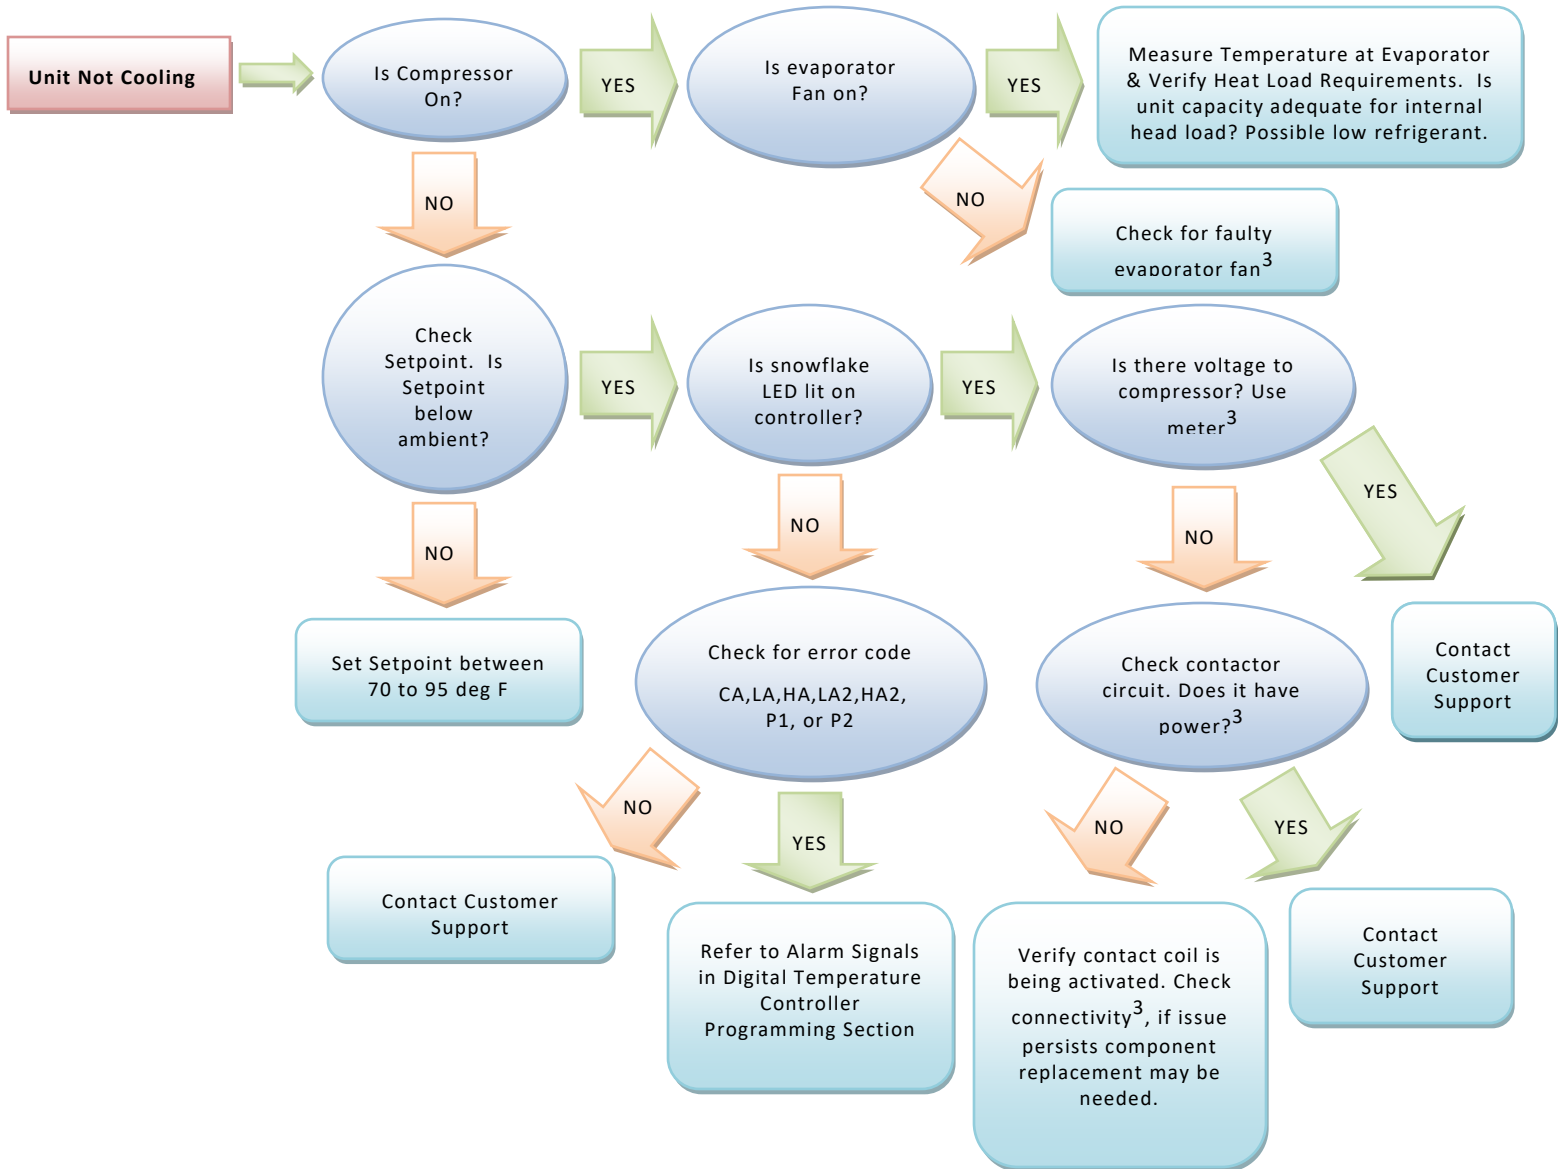 Unit Not Cooling
Is Compressor
On?
YES
Is evaporator
Fan on?
YES
Measure Temperature at Evaporator
& Verify Heat Load Requirements.  Is
unit capacity adequate for internal
head load? Possible low refrigerant.
NO
NO
Check for faulty
evaporator fan3
Check
Setpoint.  Is
Setpoint
below
ambient?
YES
Is snowflake
LED lit on
controller?
YES
Is there voltage to
compressor? Use
meter3
YES
NO
NO
NO
Set Setpoint between
70 to 95 deg F
Check for error code
CA,LA,HA,LA2,HA2,
P1, or P2
Check contactor
circuit. Does it have
power?3
Contact
Customer
Support
NO
YES
NO
YES
Contact Customer
Support
Refer to Alarm Signals
in Digital Temperature
Controller
Programming Section
Verify contact coil is
being activated. Check
connectivity3, if issue
persists component
replacement may be
needed.
Contact
Customer
Support